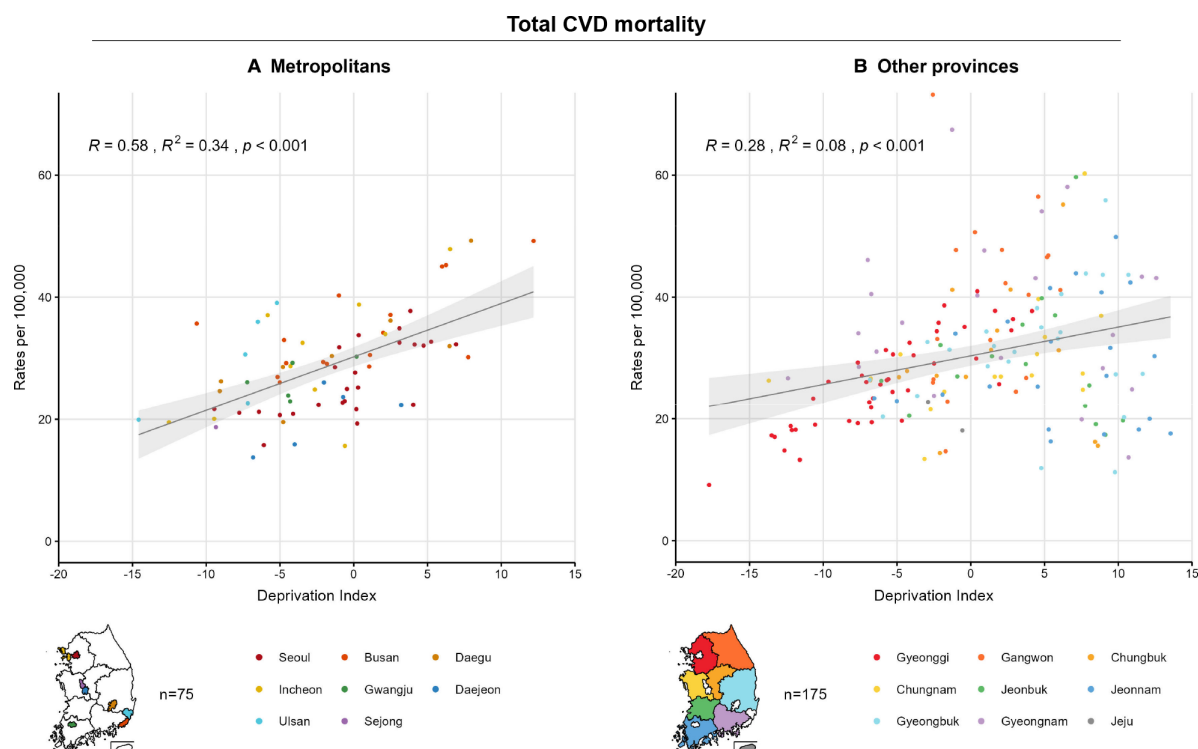 Total CVD mortality
A Metropolitans
R = 0.58 , R² = 0.34 , p < 0.001
Rates per 100,000
60
40
20
0
-20 -15 -10 -5 0 5 10 15
Deprivation Index
n=75
Seoul Busan Daegu
Incheon Gwangju Daejeon
Ulsan Sejong
B Other provinces
R = 0.28 , R² = 0.08 , p < 0.001
Rates per 100,000
60
40
20
0
-20 -15 -10 -5 0 5 10 15
Deprivation Index
n=175
Gyeonggi Gangwon Chungbuk
Chungnam Jeonbuk Jeonnam
Gyeongbuk Gyeongnam Jeju